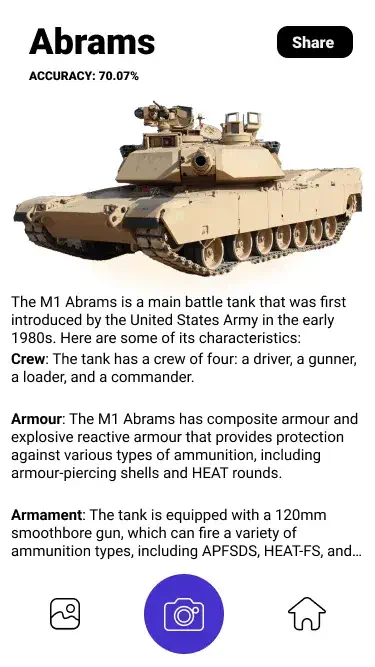 Abrams
Share
ACCURACY: 70.07%
The M1 Abrams is a main battle tank that was first
introduced by the United States Army in the early
1980s. Here are some of its characteristics:
Crew: The tank has a crew of four: a driver, a gunner,
a loader, and a commander.
Armour: The M1 Abrams has composite armour and
explosive reactive armour that provides protection
against various types of ammunition, including
armour-piercing shells and HEAT rounds.
Armament: The tank is equipped with a 120mm
smoothbore gun, which can fire a variety of
ammunition types, including APFSDS, HEAT-FS, and…